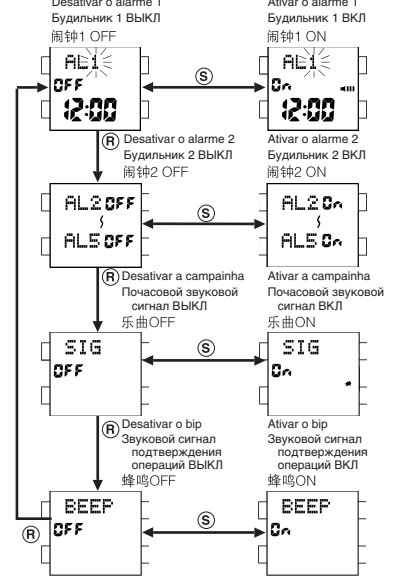 Desativar o alarme 1
Будильник 1 ВЫКЛ
闹钟1 OFF
Ativar o alarme 1
Будильник 1 ВКЛ
闹钟1 ON
AL1
OFF
12:00
S
AL1
On
12:00
R
Desativar o alarme 2
Будильник 2 ВЫКЛ
闹钟2 OFF
Ativar o alarme 2
Будильник 2 ВКЛ
闹钟2 ON
AL2 OFF
AL5 OFF
S
AL2 On
AL5 On
R
Desativar a campainha
Почасовой звуковой
сигнал ВЫКЛ
乐曲OFF
Ativar a campainha
Почасовой звуковой
сигнал ВКЛ
乐曲ON
SIG
OFF
S
SIG
On
R
Desativar o bip
Звуковой сигнал
подтверждения
операций ВЫКЛ
蜂鸣OFF
Ativar o bip
Звуковой сигнал
подтверждения
операций ВКЛ
蜂鸣ON
BEEP
OFF
R
S
BEEP
On